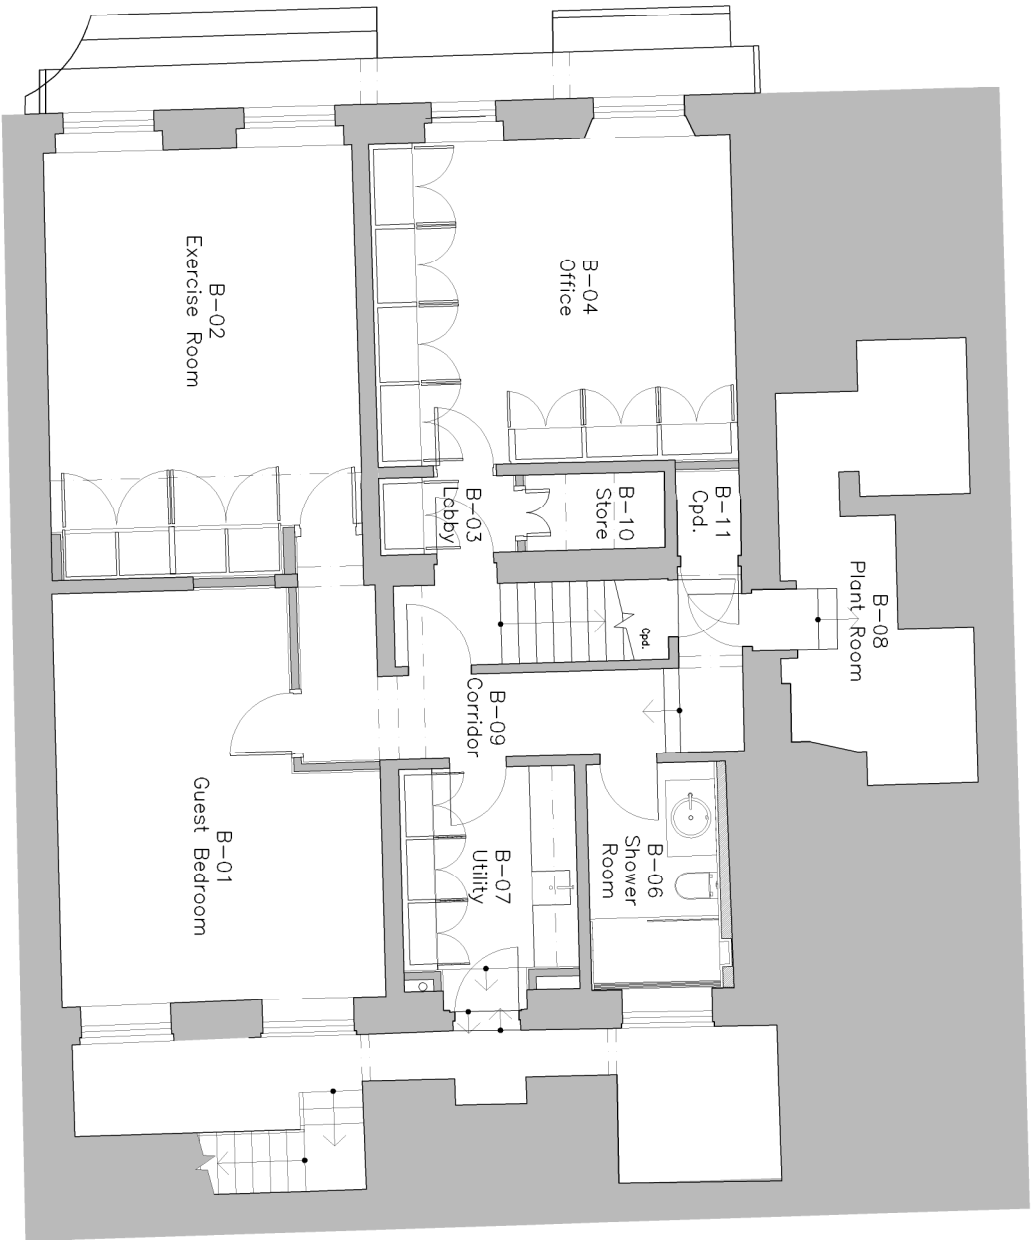 B-02
Exercise Room
B-04
Office
B-03
Lobby
B-10
Store
B-11
Cpd.
Cpd.
B-08
Plant Room
B-09
Corridor
B-01
Guest Bedroom
B-07
Utility
B-06
Shower
Room